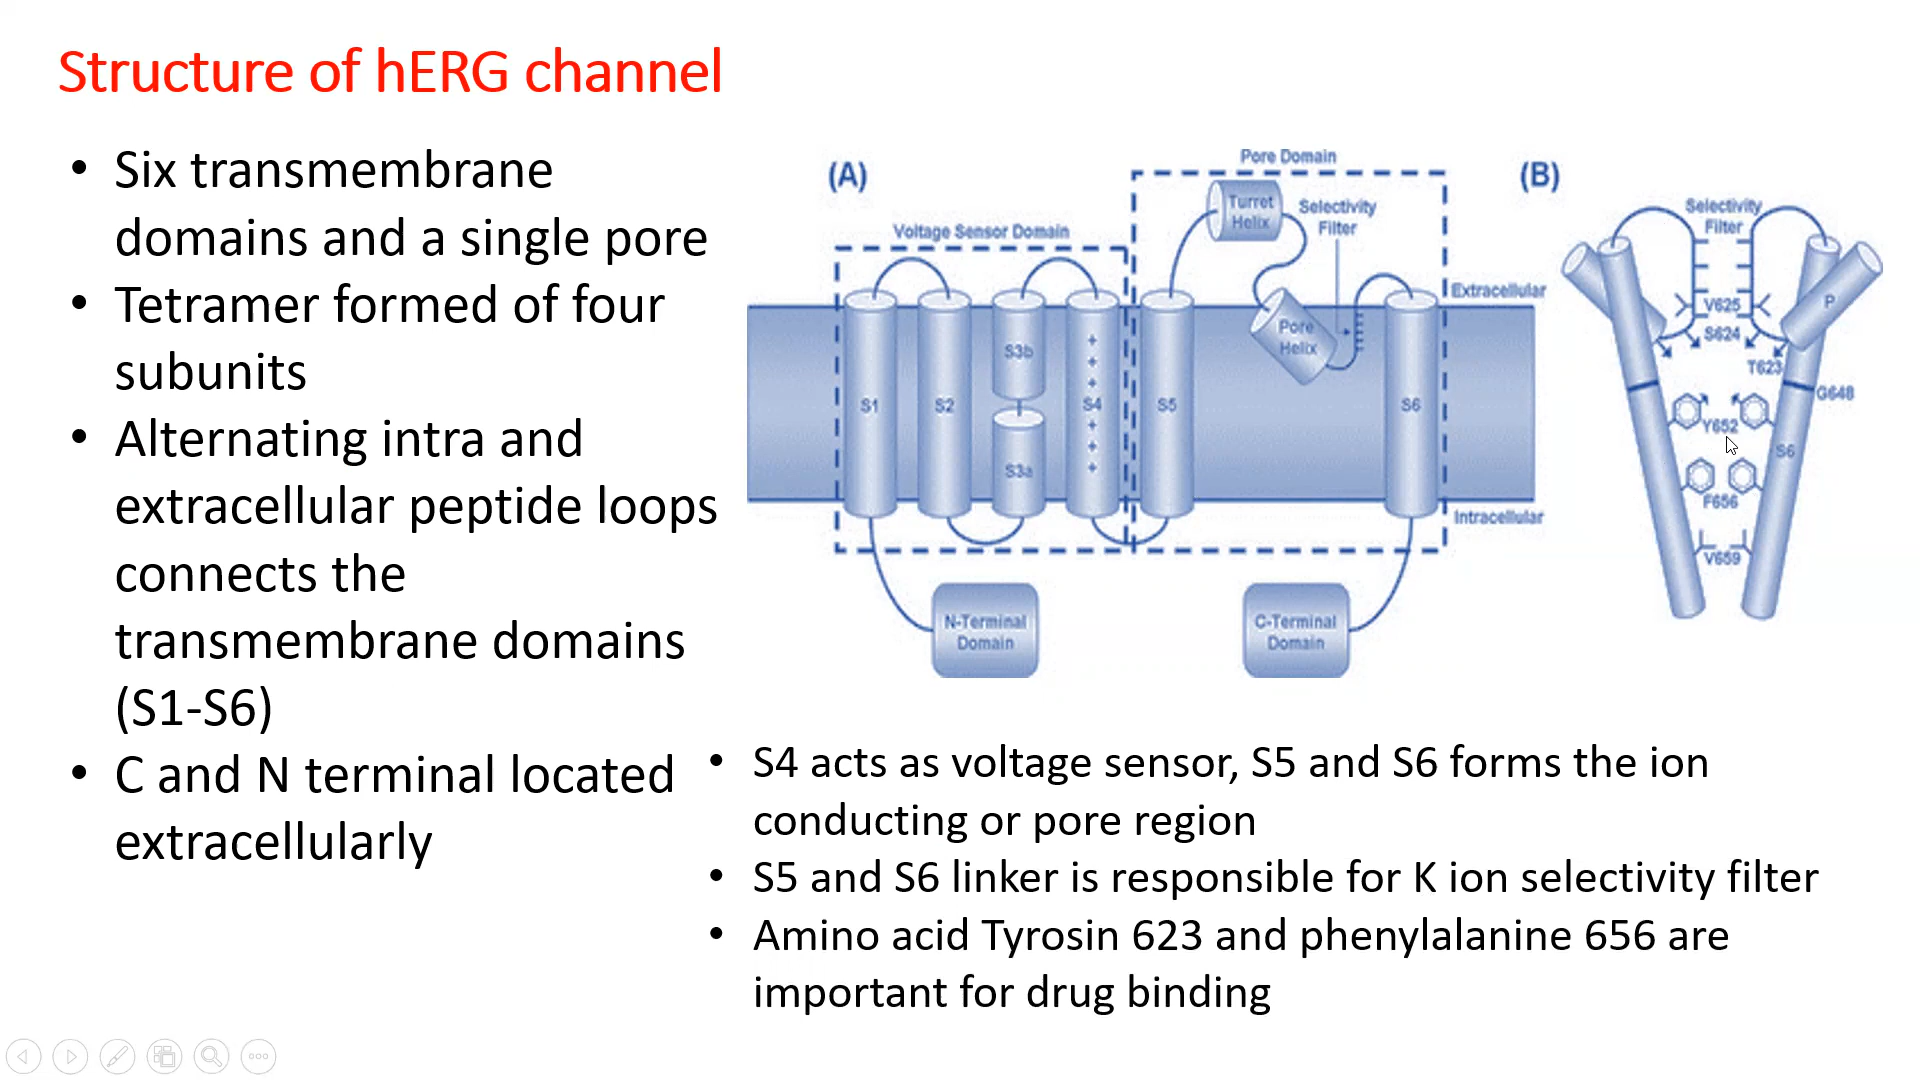 Structure of hERG channel
• Six transmembrane
domains and a single pore
• Tetramer formed of four
subunits
• Alternating intra and
extracellular peptide loops
connects the
transmembrane domains
(S1-S6)
• C and N terminal located
extracellularly
(A)
Pore Domain
Voltage Sensor Domain
Turret
Helix
Selectivity
Filter
Extracellular
Pore
Helix
S3b
S1
S2
S4
S5
S6
S3a
+
+
+
+
+
+
+
Intracellular
N-Terminal
Domain
C-Terminal
Domain
(B)
Selectivity
Filter
V625
P
S624
T623
G648
Y652
S6
F656
V659
• S4 acts as voltage sensor, S5 and S6 forms the ion
conducting or pore region
• S5 and S6 linker is responsible for K ion selectivity filter
• Amino acid Tyrosin 623 and phenylalanine 656 are
important for drug binding